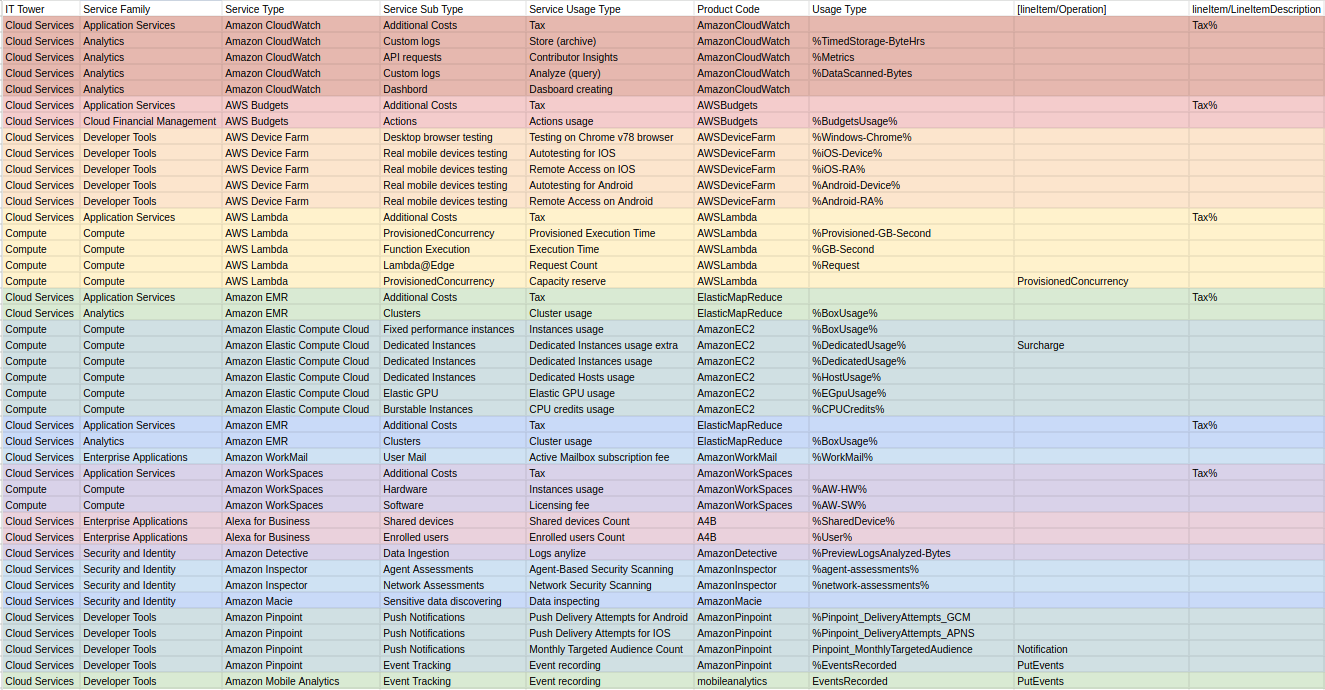 IT Tower Service Family Service Type Service Sub Type Service Usage Type Product Code Usage Type [lineItem/Operation] lineItem/LineItemDescription
Cloud Services Application Services Amazon CloudWatch Additional Costs Tax AmazonCloudWatch Tax%
Cloud Services Analytics Amazon CloudWatch Custom logs Store (archive) AmazonCloudWatch %TimedStorage-ByteHrs
Cloud Services Analytics Amazon CloudWatch API requests Contributor Insights AmazonCloudWatch %Metrics
Cloud Services Analytics Amazon CloudWatch Custom logs Analyze (query) AmazonCloudWatch %DataScanned-Bytes
Cloud Services Analytics Amazon CloudWatch Dashbord Dasboard creating AmazonCloudWatch
Cloud Services Application Services AWS Budgets Additional Costs Tax AWSBudgets Tax%
Cloud Services Cloud Financial Management AWS Budgets Actions Actions usage AWSBudgets %BudgetsUsage%
Cloud Services Developer Tools AWS Device Farm Desktop browser testing Testing on Chrome v78 browser AWSDeviceFarm %Windows-Chrome%
Cloud Services Developer Tools AWS Device Farm Real mobile devices testing Autotesting for IOS AWSDeviceFarm %iOS-Device%
Cloud Services Developer Tools AWS Device Farm Real mobile devices testing Remote Access on IOS AWSDeviceFarm %iOS-RA%
Cloud Services Developer Tools AWS Device Farm Real mobile devices testing Autotesting for Android AWSDeviceFarm %Android-Device%
Cloud Services Developer Tools AWS Device Farm Real mobile devices testing Remote Access on Android AWSDeviceFarm %Android-RA%
Cloud Services Application Services AWS Lambda Additional Costs Tax AWSLambda Tax%
Compute Compute AWS Lambda ProvisionedConcurrency Provisioned Execution Time AWSLambda %Provisioned-GB-Second
Compute Compute AWS Lambda Function Execution Execution Time AWSLambda %GB-Second
Compute Compute AWS Lambda Lambda@Edge Request Count AWSLambda %Request
Compute Compute AWS Lambda ProvisionedConcurrency Capacity reserve AWSLambda ProvisionedConcurrency
Cloud Services Application Services Amazon EMR Additional Costs Tax ElasticMapReduce Tax%
Cloud Services Analytics Amazon EMR Clusters Cluster usage ElasticMapReduce %BoxUsage%
Compute Compute Amazon Elastic Compute Cloud Fixed performance instances Instances usage AmazonEC2 %BoxUsage%
Compute Compute Amazon Elastic Compute Cloud Dedicated Instances Dedicated Instances usage extra AmazonEC2 %DedicatedUsage% Surcharge
Compute Compute Amazon Elastic Compute Cloud Dedicated Instances Dedicated Instances usage AmazonEC2 %DedicatedUsage%
Compute Compute Amazon Elastic Compute Cloud Dedicated Instances Dedicated Hosts usage AmazonEC2 %HostUsage%
Compute Compute Amazon Elastic Compute Cloud Elastic GPU Elastic GPU usage AmazonEC2 %EGpuUsage%
Compute Compute Amazon Elastic Compute Cloud Burstable Instances CPU credits usage AmazonEC2 %CPUCredits%
Cloud Services Application Services Amazon EMR Additional Costs Tax ElasticMapReduce Tax%
Cloud Services Analytics Amazon EMR Clusters Cluster usage ElasticMapReduce %BoxUsage%
Cloud Services Enterprise Applications Amazon WorkMail User Mail Active Mailbox subscription fee AmazonWorkMail %WorkMail%
Cloud Services Application Services Amazon WorkSpaces Additional Costs Tax AmazonWorkSpaces Tax%
Compute Compute Amazon WorkSpaces Hardware Instances usage AmazonWorkSpaces %AW-HW%
Compute Compute Amazon WorkSpaces Software Licensing fee AmazonWorkSpaces %AW-SW%
Cloud Services Enterprise Applications Alexa for Business Shared devices Shared devices Count A4B %SharedDevice%
Cloud Services Enterprise Applications Alexa for Business Enrolled users Enrolled users Count A4B %User%
Cloud Services Security and Identity Amazon Detective Data Ingestion Logs anylize AmazonDetective %PreviewLogsAnalyzed-Bytes
Cloud Services Security and Identity Amazon Inspector Agent Assessments Agent-Based Security Scanning AmazonInspector %agent-assessments%
Cloud Services Security and Identity Amazon Inspector Network Assessments Network Security Scanning AmazonInspector %network-assessments%
Cloud Services Security and Identity Amazon Macie Sensitive data discovering Data inspecting AmazonMacie
Cloud Services Developer Tools Amazon Pinpoint Push Notifications Push Delivery Attempts for Android AmazonPinpoint %Pinpoint_DeliveryAttempts_GCM
Cloud Services Developer Tools Amazon Pinpoint Push Notifications Push Delivery Attempts for IOS AmazonPinpoint %Pinpoint_DeliveryAttempts_APNS
Cloud Services Developer Tools Amazon Pinpoint Push Notifications Monthly Targeted Audience Count AmazonPinpoint Pinpoint_MonthlyTargetedAudience Notification
Cloud Services Developer Tools Amazon Pinpoint Event Tracking Event recording AmazonPinpoint %EventsRecorded PutEvents
Cloud Services Developer Tools Amazon Mobile Analytics Event Tracking Event recording mobileanalytics EventsRecorded PutEvents